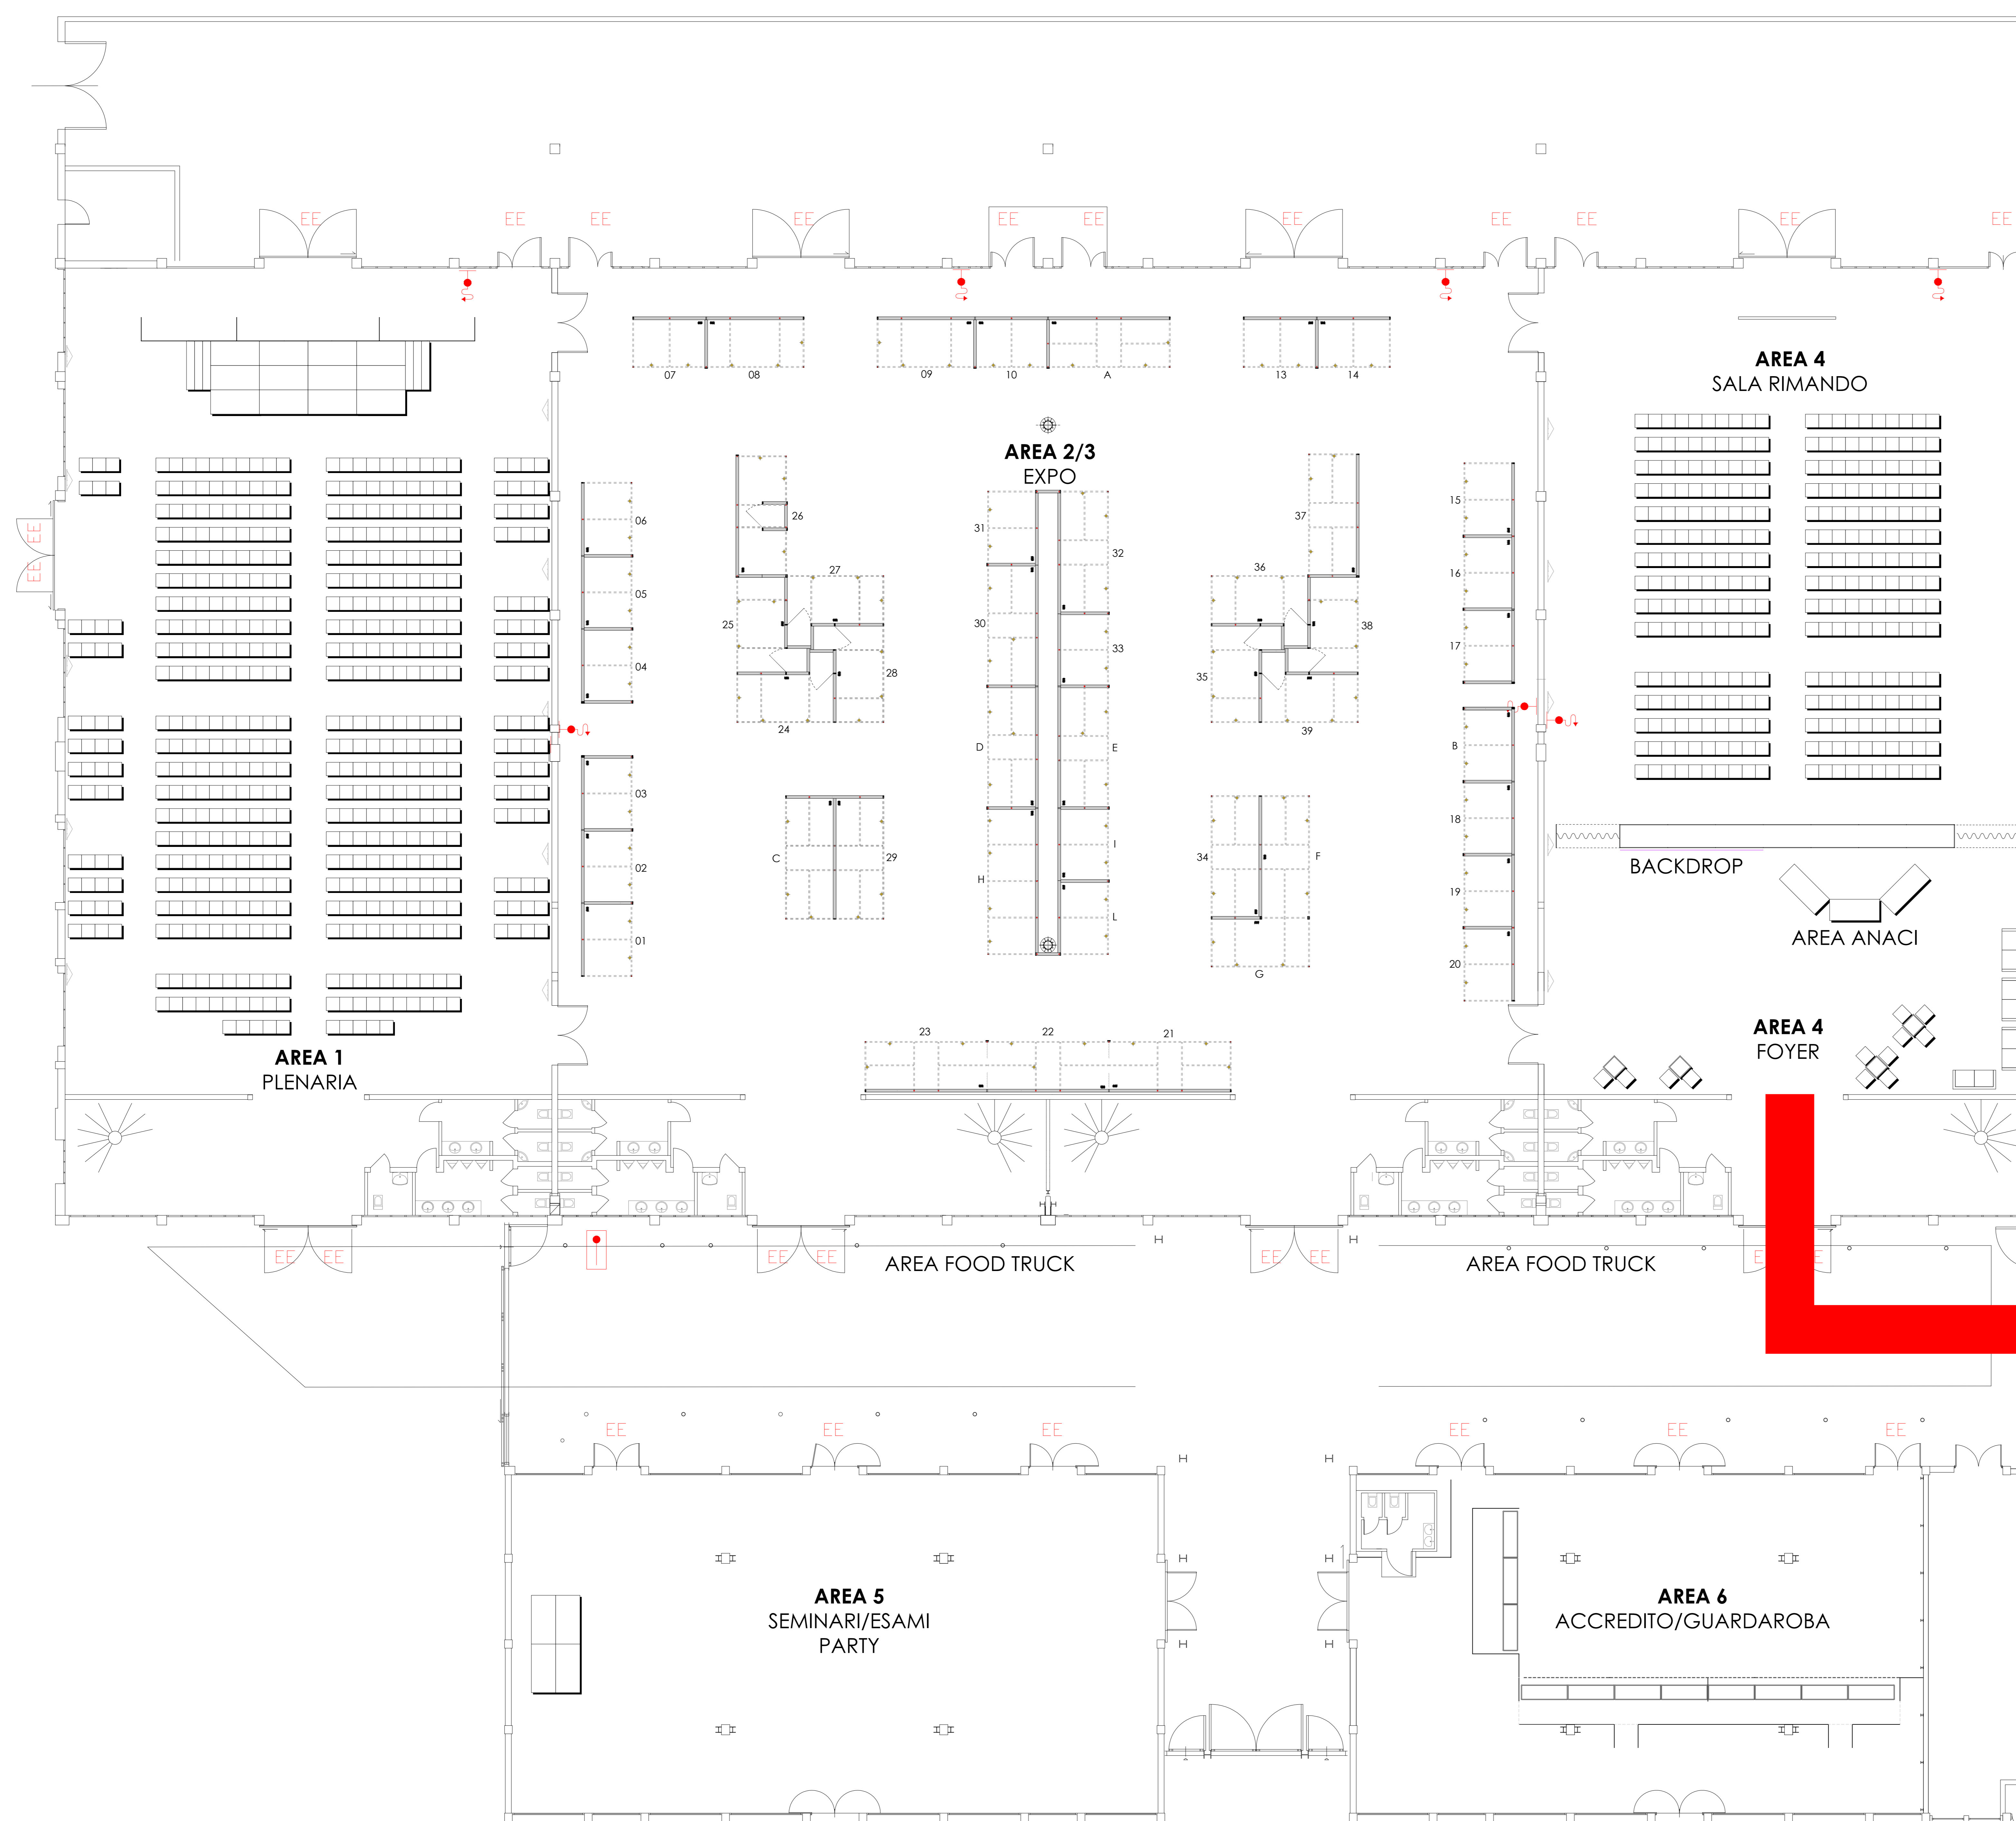 EE EE EE EE EE EE EE EE EE EE EE
07 08 09 10 A 13 14
AREA 4
SALA RIMANDO
AREA 2/3
EXPO
06 26 31 32 37 15
EE
EE
05 27 36 16
25 30 33 38 17
04 28 35
24 D E 39 B
03 18
C 29 I 34 F
02 H 19
BACKDROP
01 L G 20
AREA ANACI
23 22 21
AREA 4
FOYER
AREA 1
PLENARIA
EE EE EE EE EE EE E E
AREA FOOD TRUCK AREA FOOD TRUCK
EE EE EE EE EE EE
AREA 5
SEMINARI/ESAMI
PARTY
AREA 6
ACCREDITO/GUARDAROBA